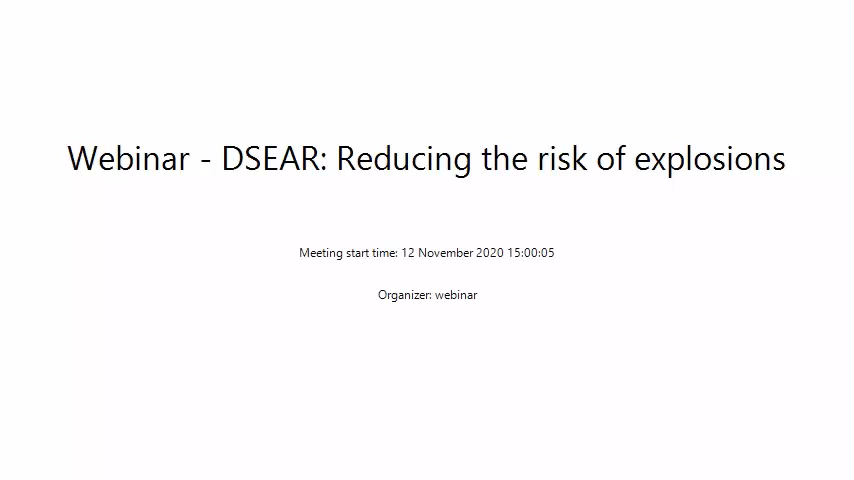 Webinar - DSEAR: Reducing the risk of explosions
Meeting start time: 12 November 2020 15:00:05
Organizer: webinar